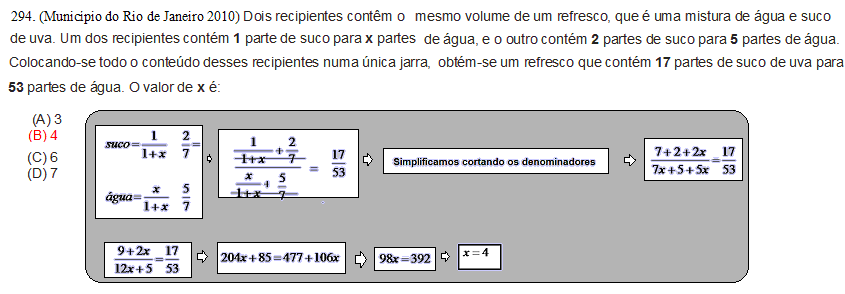 294. (Municipio do Rio de Janeiro 2010) Dois recipientes contêm o mesmo volume de um refresco, que é uma mistura de água e suco
de uva. Um dos recipientes contém 1 parte de suco para x partes de água, e o outro contém 2 partes de suco para 5 partes de água.
Colocando-se todo o conteúdo desses recipientes numa única jarra, obtém-se um refresco que contém 17 partes de suco de uva para
53 partes de água. O valor de x é:
(A) 3
(B) 4
(C) 6
(D) 7
suco=1/(1+x) 2/7=
água=x/(1+x) 5/7
(1/(1+x)+2/7)/(x/(1+x)+5/7) = 17/53
Simplificamos cortando os denominadores
(7+2+2x)/(7x+5+5x)=17/53
(9+2x)/(12x+5)=17/53
204x+85=477+106x
98x=392
x=4